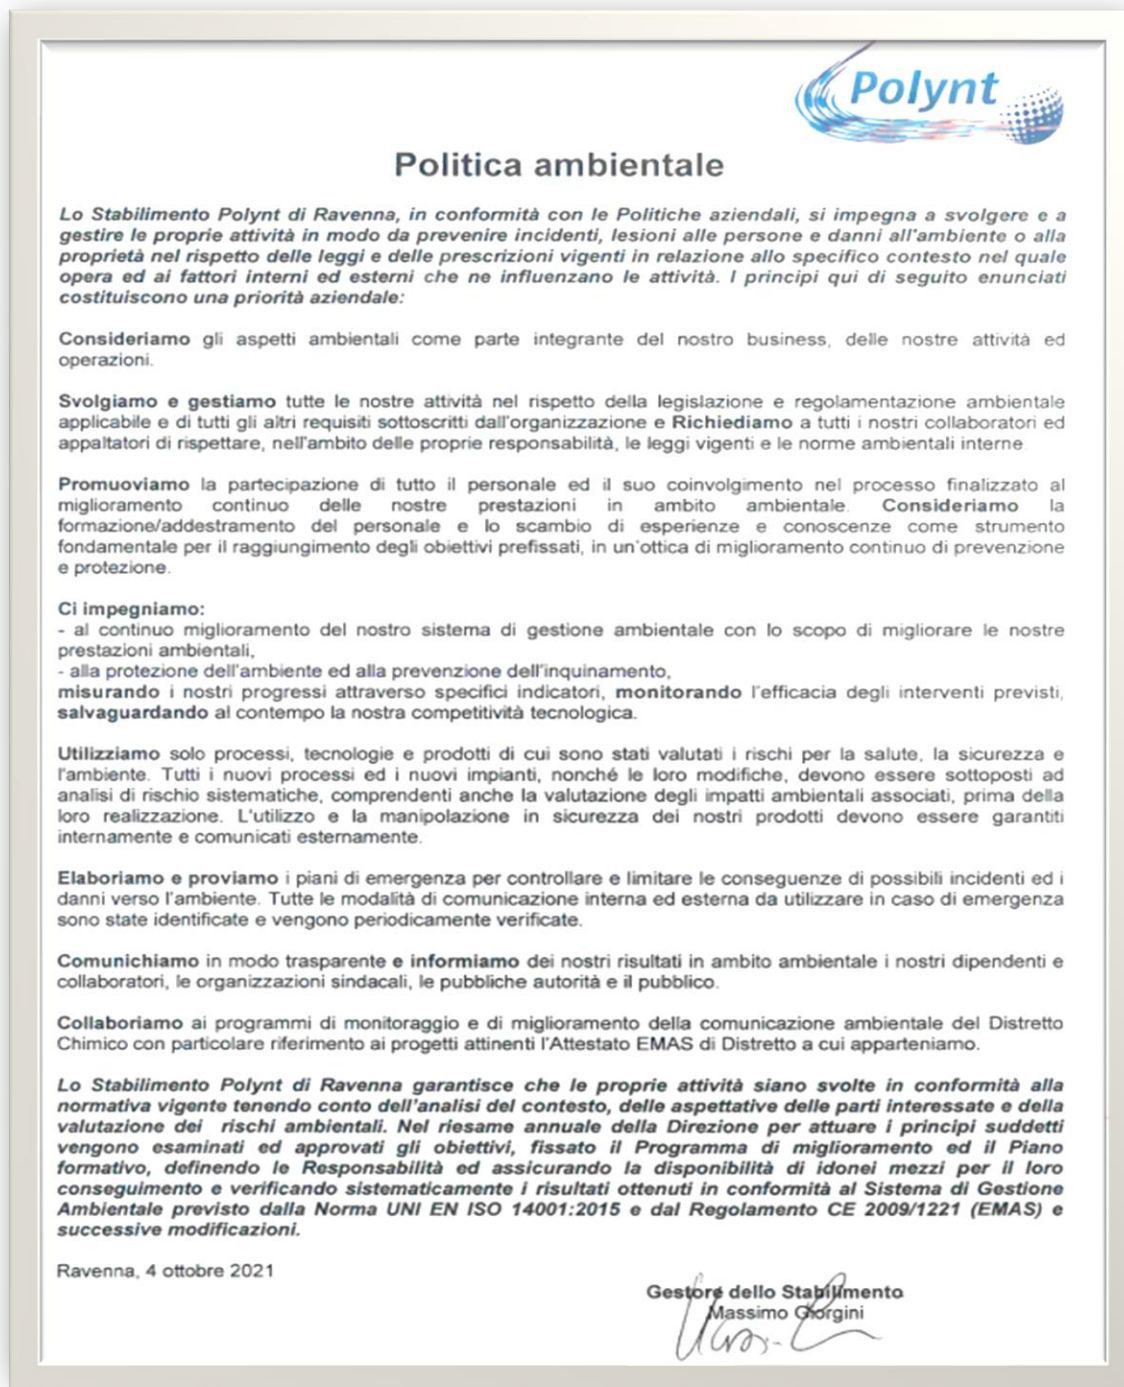 Polynt
Politica ambientale
Lo Stabilimento Polynt di Ravenna, in conformità con le Politiche aziendali, si impegna a svolgere e a
gestire le proprie attività in modo da prevenire incidenti, lesioni alle persone e danni all'ambiente o alla
proprietà nel rispetto delle leggi e delle prescrizioni vigenti in relazione allo specifico contesto nel quale
opera ed ai fattori interni ed esterni che ne influenzano le attività. I principi qui di seguito enunciati
costituiscono una priorità aziendale:
Consideriamo gli aspetti ambientali come parte integrante del nostro business, delle nostre attività ed
operazioni.
Svolgiamo e gestiamo tutte le nostre attività nel rispetto della legislazione e regolamentazione ambientale
applicabile e di tutti gli altri requisiti sottoscritti dall'organizzazione e Richiediamo a tutti i nostri collaboratori ed
appaltatori di rispettare, nell'ambito delle proprie responsabilità, le leggi vigenti e le norme ambientali interne
Promuoviamo la partecipazione di tutto il personale ed il suo coinvolgimento nel processo finalizzato al
miglioramento continuo delle nostre prestazioni in ambito ambientale. Consideriamo la
formazione/addestramento del personale e lo scambio di esperienze e conoscenze come strumento
fondamentale per il raggiungimento degli obiettivi prefissati, in un'ottica di miglioramento continuo di prevenzione
e protezione.
Ci impegniamo:
- al continuo miglioramento del nostro sistema di gestione ambientale con lo scopo di migliorare le nostre
prestazioni ambientali,
- alla protezione dell'ambiente ed alla prevenzione dell'inquinamento,
misurando i nostri progressi attraverso specifici indicatori, monitorando l'efficacia degli interventi previsti,
salvaguardando al contempo la nostra competitività tecnologica.
Utilizziamo solo processi, tecnologie e prodotti di cui sono stati valutati i rischi per la salute, la sicurezza e
l'ambiente. Tutti i nuovi processi ed i nuovi impianti, nonché le loro modifiche, devono essere sottoposti ad
analisi di rischio sistematiche, comprendenti anche la valutazione degli impatti ambientali associati, prima della
loro realizzazione. L'utilizzo e la manipolazione in sicurezza dei nostri prodotti devono essere garantiti
internamente e comunicati esternamente.
Elaboriamo e proviamo i piani di emergenza per controllare e limitare le conseguenze di possibili incidenti ed i
danni verso l'ambiente. Tutte le modalità di comunicazione interna ed esterna da utilizzare in caso di emergenza
sono state identificate e vengono periodicamente verificate.
Comunichiamo in modo trasparente e informiamo dei nostri risultati in ambito ambientale i nostri dipendenti e
collaboratori, le organizzazioni sindacali, le pubbliche autorità e il pubblico.
Collaboriamo ai programmi di monitoraggio e di miglioramento della comunicazione ambientale del Distretto
Chimico con particolare riferimento ai progetti attinenti l'Attestato EMAS di Distretto a cui apparteniamo.
Lo Stabilimento Polynt di Ravenna garantisce che le proprie attività siano svolte in conformità alla
normativa vigente tenendo conto dell'analisi del contesto, delle aspettative delle parti interessate e della
valutazione dei rischi ambientali. Nel riesame annuale della Direzione per attuare i principi suddetti
vengono esaminati ed approvati gli obiettivi, fissato il Programma di miglioramento ed il Piano
formativo, definendo le Responsabilità ed assicurando la disponibilità di idonei mezzi per il loro
conseguimento e verificando sistematicamente i risultati ottenuti in conformità al Sistema di Gestione
Ambientale previsto dalla Norma UNI EN ISO 14001:2015 e dal Regolamento CE 2009/1221 (EMAS) e
successive modificazioni.
Ravenna, 4 ottobre 2021
Gestore dello Stabilimento
Massimo Giorgini